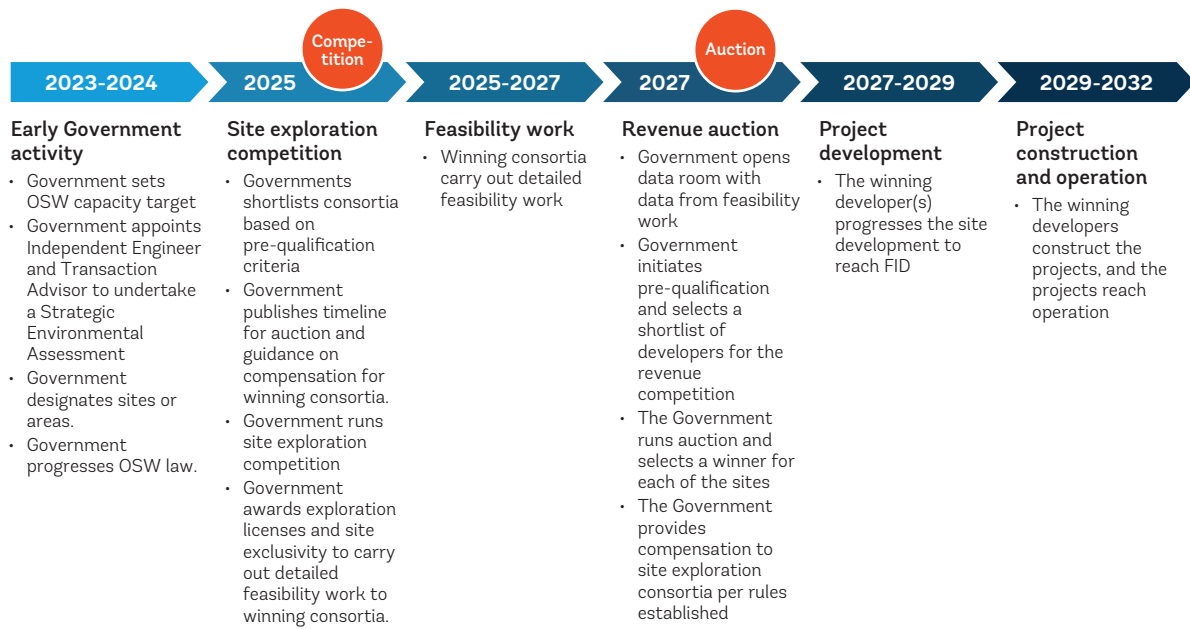 Compe-
tition
Auction
2023-2024
2025
2025-2027
2027
2027-2029
2029-2032
Early Government
activity
• Government sets
OSW capacity target
• Government appoints
Independent Engineer
and Transaction
Advisor to undertake
a Strategic
Environmental
Assessment
• Government
designates sites or
areas.
• Government
progresses OSW law.
Site exploration
competition
• Governments
shortlists consortia
based on
pre-qualification
criteria
• Government
publishes timeline
for auction and
guidance on
compensation for
winning consortia.
• Government runs
site exploration
competition
• Government
awards exploration
licenses and site
exclusivity to carry
out detailed
feasibility work to
winning consortia.
Feasibility work
• Winning consortia
carry out detailed
feasibility work
Revenue auction
• Government opens
data room with
data from feasibility
work
• Government
initiates
pre-qualification
and selects a
shortlist of
developers for the
revenue
competition
• The Government
runs auction and
selects a winner for
each of the sites
• The Government
provides
compensation to
site exploration
consortia per rules
established
Project
development
• The winning
developer(s)
progresses the site
development to
reach FID
Project
construction
and operation
• The winning
developers
construct the
projects, and the
projects reach
operation